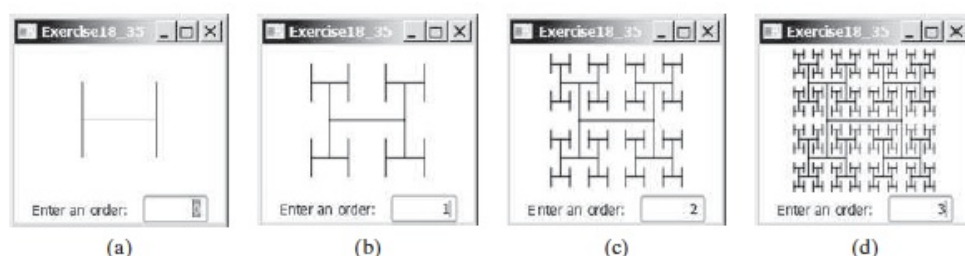 Exercise18_35
Exercise18_35
Exercise18_35
Exercise18_35
Enter an order: 0
Enter an order: 1
Enter an order: 2
Enter an order: 3
(a)
(b)
(c)
(d)